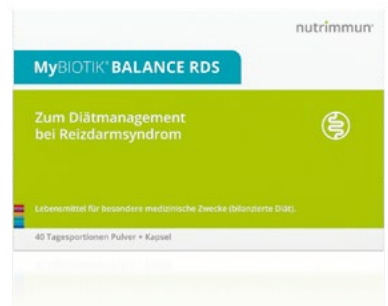 nutrimmun®
MyBIOTIK® BALANCE RDS
Zum Diätmanagement
bei Reizdarmsyndrom
Lebensmittel für besondere medizinische Zwecke (bilanzierte Diät).
40 Tagesportionen Pulver + Kapsel